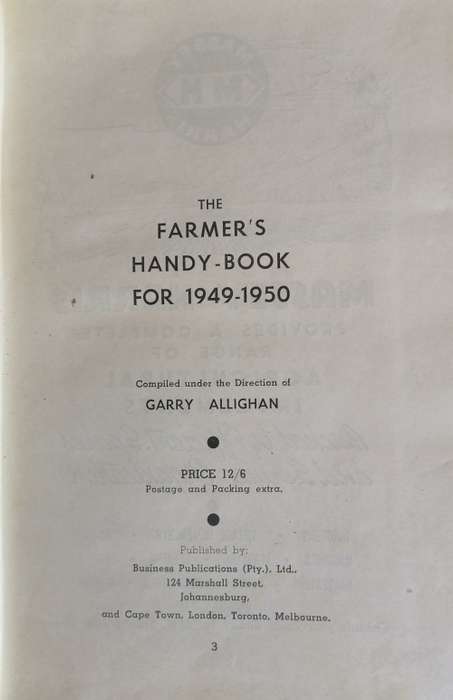 THE
FARMER'S
HANDY-BOOK
FOR 1949-1950
Compiled under the Direction of
GARRY ALLIGHAN
PRICE 12/6
Postage and Packing extra.
Published by:
Business Publications (Pty.), Ltd.,
124 Marshall Street,
Johannesburg,
and Cape Town, London, Toronto, Melbourne.
3